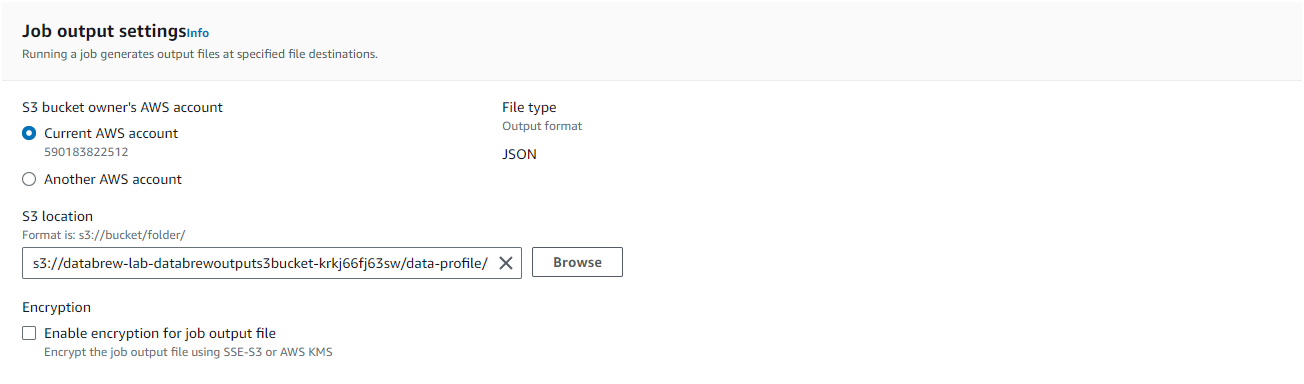 Job output settings Info
Running a job generates output files at specified file destinations.
S3 bucket owner's AWS account
Current AWS account
590183822512
Another AWS account
File type
Output format
JSON
S3 location
Format is: s3://bucket/folder/
s3://databrew-lab-databrewoutputs3bucket-krkj66fj63sw/data-profile/
Browse
Encryption
Enable encryption for job output file
Encrypt the job output file using SSE-S3 or AWS KMS